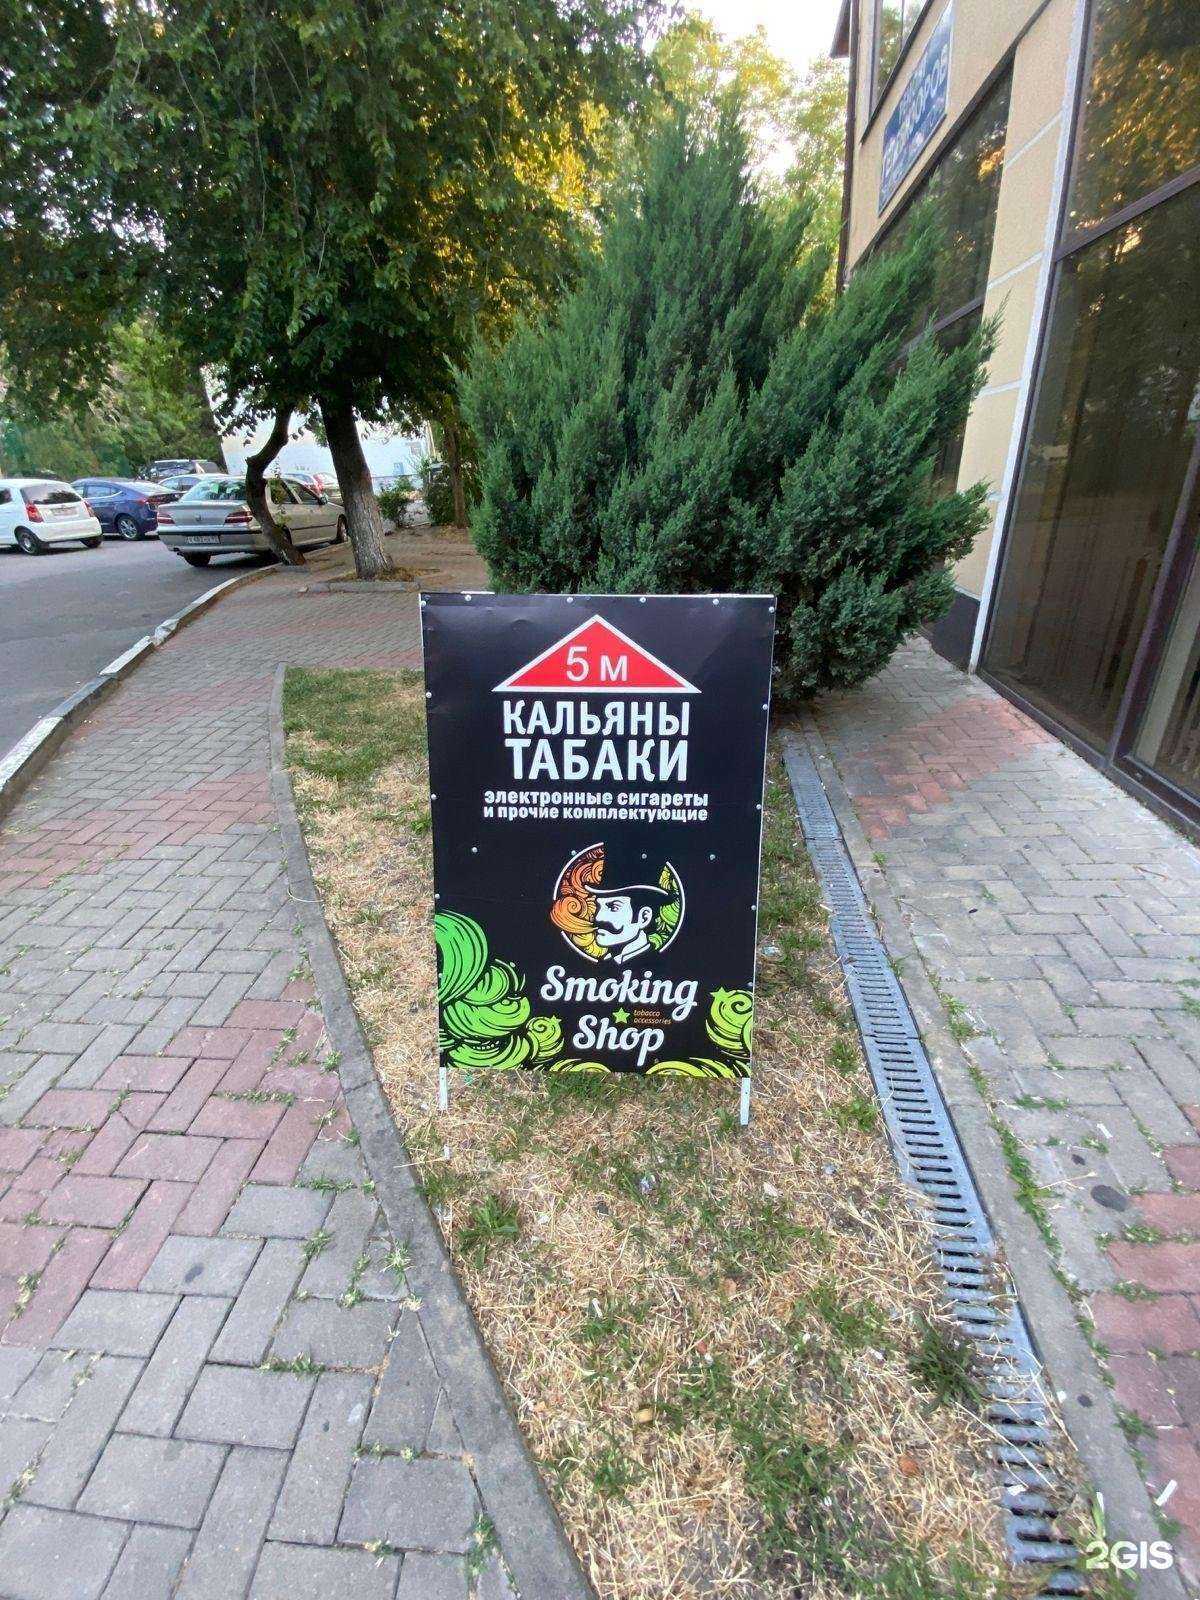 5 м
КАЛЬЯНЫ
ТАБАКИ
электронные сигареты
и прочие комплектующие
Smoking
Shop
tobacco
accessories
2GIS